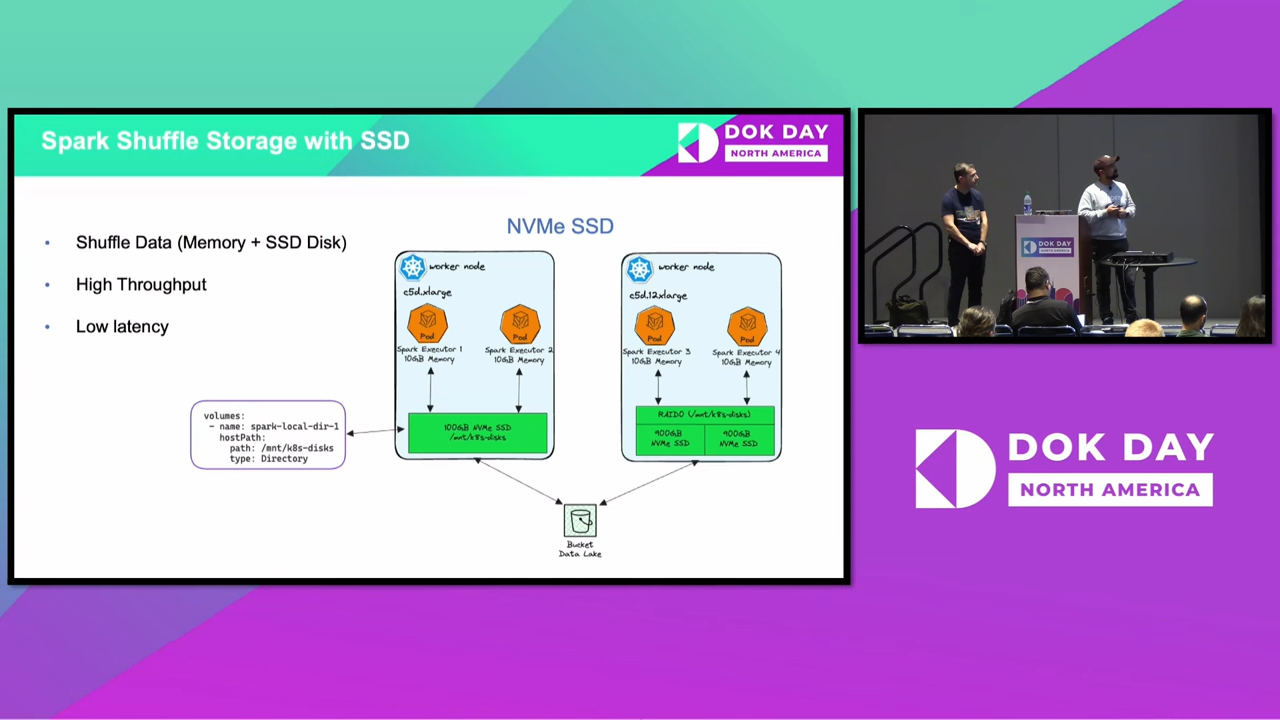 Spark Shuffle Storage with SSD
DOK DAY
NORTH AMERICA
• Shuffle Data (Memory + SSD Disk)
• High Throughput
• Low latency
NVMe SSD
worker node
c5d.xlarge
Pod
Pod
Spark Executor 1
10GB Memory
Spark Executor 2
10GB Memory
100GB NVMe SSD
/mnt/k8s-disks
worker node
c5d.12xlarge
Pod
Pod
Spark Executor 3
10GB Memory
Spark Executor 4
10GB Memory
RAID0 (/mnt/k8s-disks)
900GB
NVMe SSD
900GB
NVMe SSD
volumes:
- name: spark-local-dir-1
hostPath:
path: /mnt/k8s-disks
type: Directory
Bucket
Data Lake
DOK DAY
NORTH AMERICA
DOK DAY
NORTH AMERICA